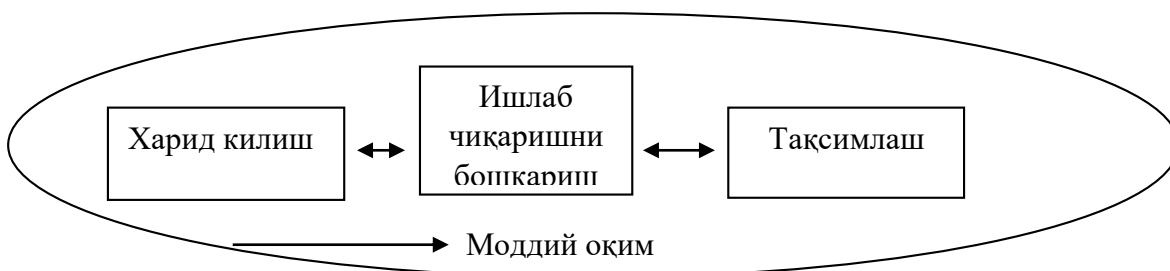 Харид килиш
Ишлаб
чиқаришни
бошқариш
Тақсимлаш
Моддий оқим